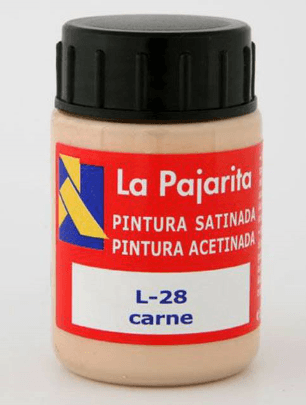 La Pajarita
PINTURA SATINADA
PINTURA ACETINADA
L-28
carne